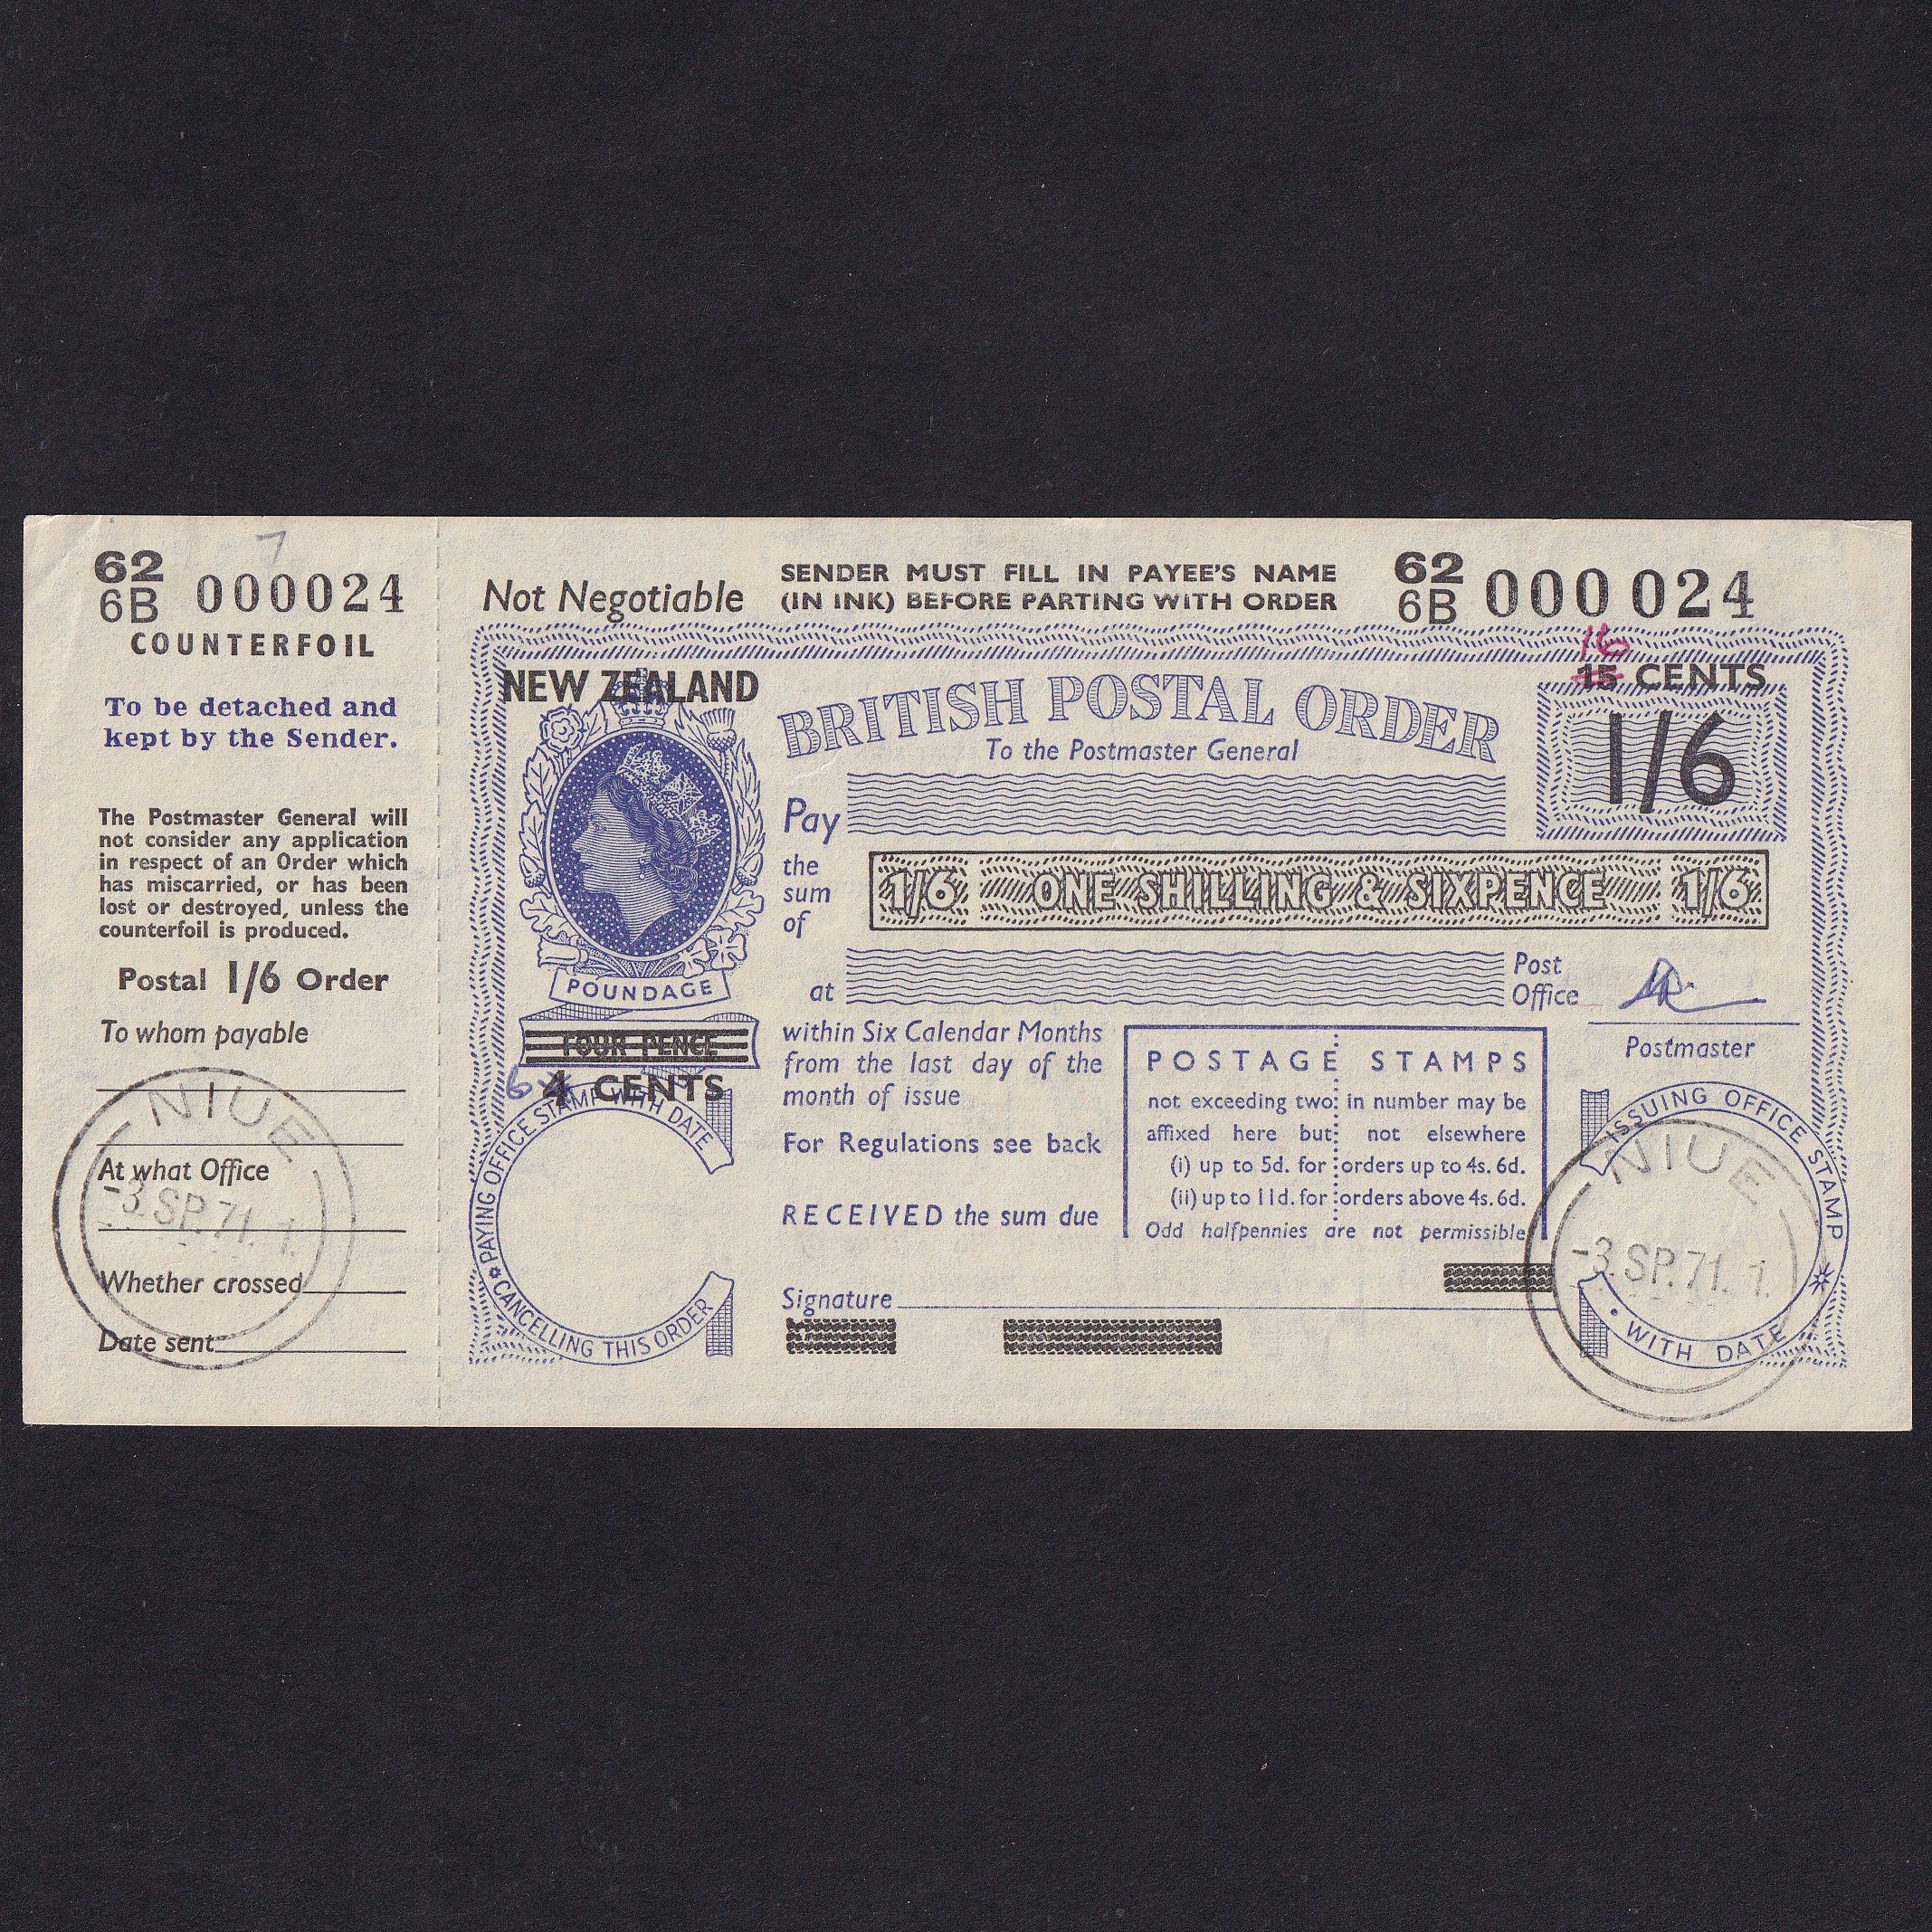 7
62
6B 000024
COUNTERFOIL
To be detached and
kept by the Sender.
The Postmaster General will
not consider any application
in respect of an Order which
has miscarried, or has been
lost or destroyed, unless the
counterfoil is produced.
Postal 1/6 Order
To whom payable
At what Office
Whether crossed
Date sent
NIUE
-3.SP.71. 1.
Not Negotiable
SENDER MUST FILL IN PAYEE'S NAME
(IN INK) BEFORE PARTING WITH ORDER
62
6B 000 024
NEW ZEALAND
BRITISH POSTAL ORDER
To the Postmaster General
16
15 CENTS
1/6
Pay
the
sum
of
1/6 ONE SHILLING & SIXPENCE 1/6
at
Post
Office
Postmaster
POUNDAGE
FOUR PENCE
6 4 CENTS
PAYING OFFICE STAMP WITH DATE
CANCELLING THIS ORDER
within Six Calendar Months
from the last day of the
month of issue
For Regulations see back
RECEIVED the sum due
Signature
POSTAGE STAMPS
not exceeding two in number may be
affixed here but not elsewhere
(i) up to 5d. for orders up to 4s. 6d.
(ii) up to 11d. for orders above 4s. 6d.
Odd halfpennies are not permissible
ISSUING OFFICE STAMP
WITH DATE
NIUE
-3.SP.71. 1.